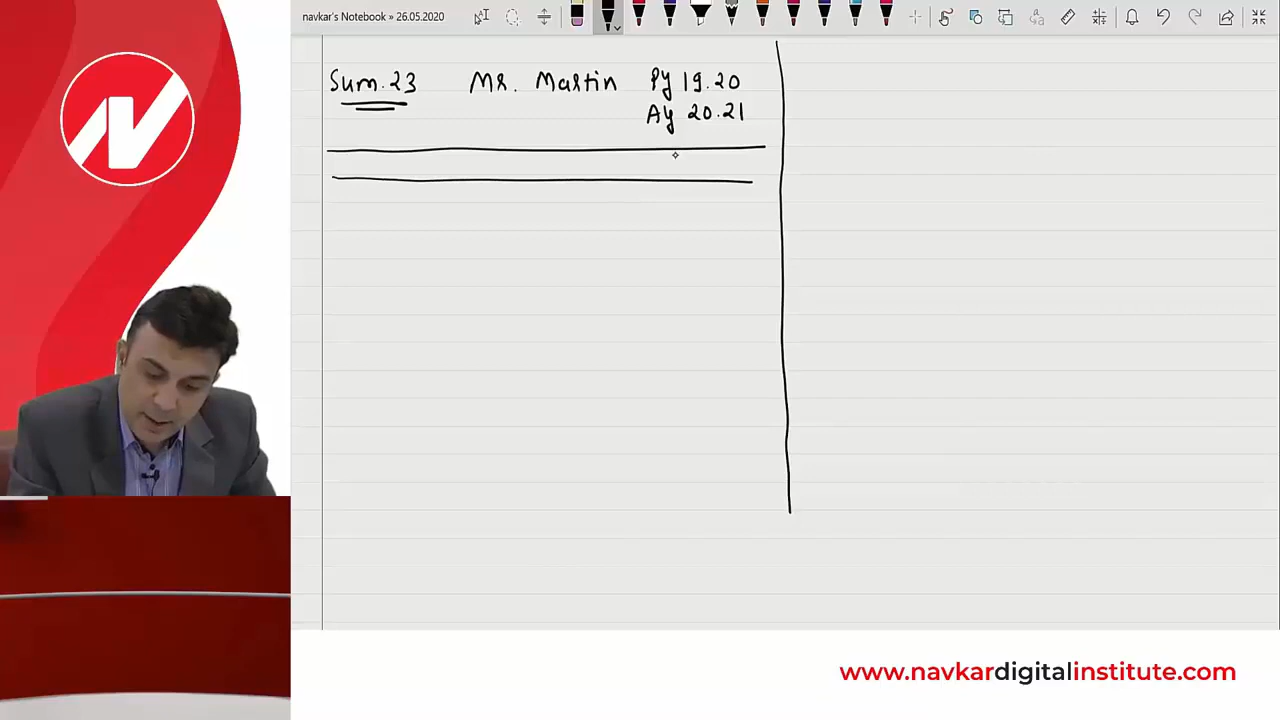 navkar's Notebook » 26.05.2020
Sum.23 Mr. Martin Py 19.20
Ay 20.21
www.navkardigitalinstitute.com